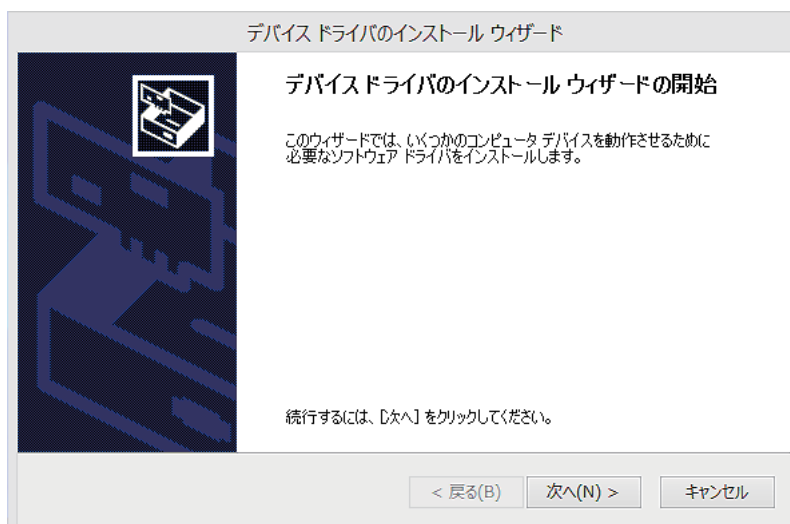 デバイス ドライバのインストール ウィザード
デバイス ドライバのインストール ウィザードの開始
このウィザードでは、いくつかのコンピュータ デバイスを動作させるために
必要なソフトウェア ドライバをインストールします。
続行するには、[次へ] をクリックしてください。
< 戻る(B) 次へ(N) > キャンセル